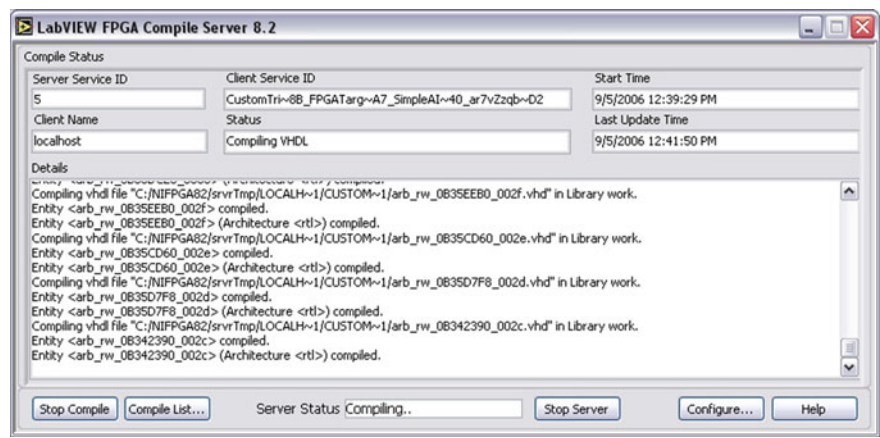 LabVIEW FPGA Compile Server 8.2
Compile Status
Server Service ID
Client Service ID
Start Time
5
CustomTri~8B_FPGATarg~A7_SimpleAI~40_ar7vZzqb~D2
9/5/2006 12:39:29 PM
Client Name
Status
Last Update Time
localhost
Compiling VHDL
9/5/2006 12:41:50 PM
Details
Compiling vhdl file "C:/NIFPGA82/srvrTmp/LOCALH~1/CUSTOM~1/arb_rw_0B35EEB0_002f.vhd" in Library work.
Entity <arb_rw_0B35EEB0_002f> compiled.
Entity <arb_rw_0B35EEB0_002f> (Architecture <rtl>) compiled.
Compiling vhdl file "C:/NIFPGA82/srvrTmp/LOCALH~1/CUSTOM~1/arb_rw_0B35CD60_002e.vhd" in Library work.
Entity <arb_rw_0B35CD60_002e> compiled.
Entity <arb_rw_0B35CD60_002e> (Architecture <rtl>) compiled.
Compiling vhdl file "C:/NIFPGA82/srvrTmp/LOCALH~1/CUSTOM~1/arb_rw_0B35D7F8_002d.vhd" in Library work.
Entity <arb_rw_0B35D7F8_002d> compiled.
Entity <arb_rw_0B35D7F8_002d> (Architecture <rtl>) compiled.
Compiling vhdl file "C:/NIFPGA82/srvrTmp/LOCALH~1/CUSTOM~1/arb_rw_0B342390_002c.vhd" in Library work.
Entity <arb_rw_0B342390_002c> compiled.
Entity <arb_rw_0B342390_002c> (Architecture <rtl>) compiled.
Stop Compile
Compile List...
Server Status
Compiling..
Stop Server
Configure...
Help